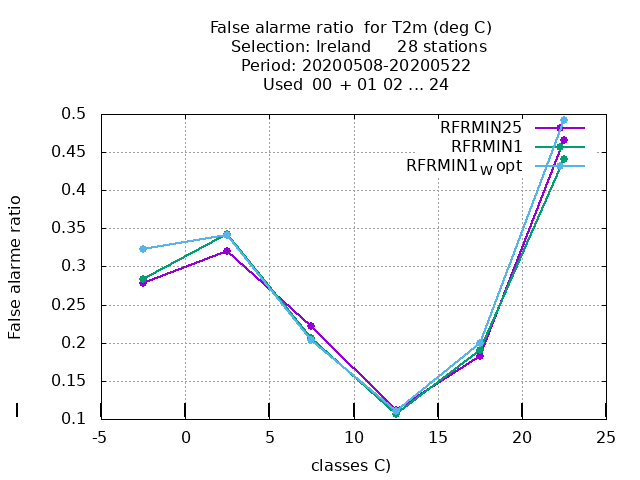 False alarme ratio  for T2m (deg C)
Selection: Ireland     28 stations
Period: 20200508-20200522
Used  00 + 01 02 ... 24
0.5
0.45
0.4
0.35
0.3
0.25
0.2
0.15
0.1
False alarme ratio
RFRMIN25
RFRMIN1
RFRMIN1W opt
-5
0
5
10
15
20
25
classes C)